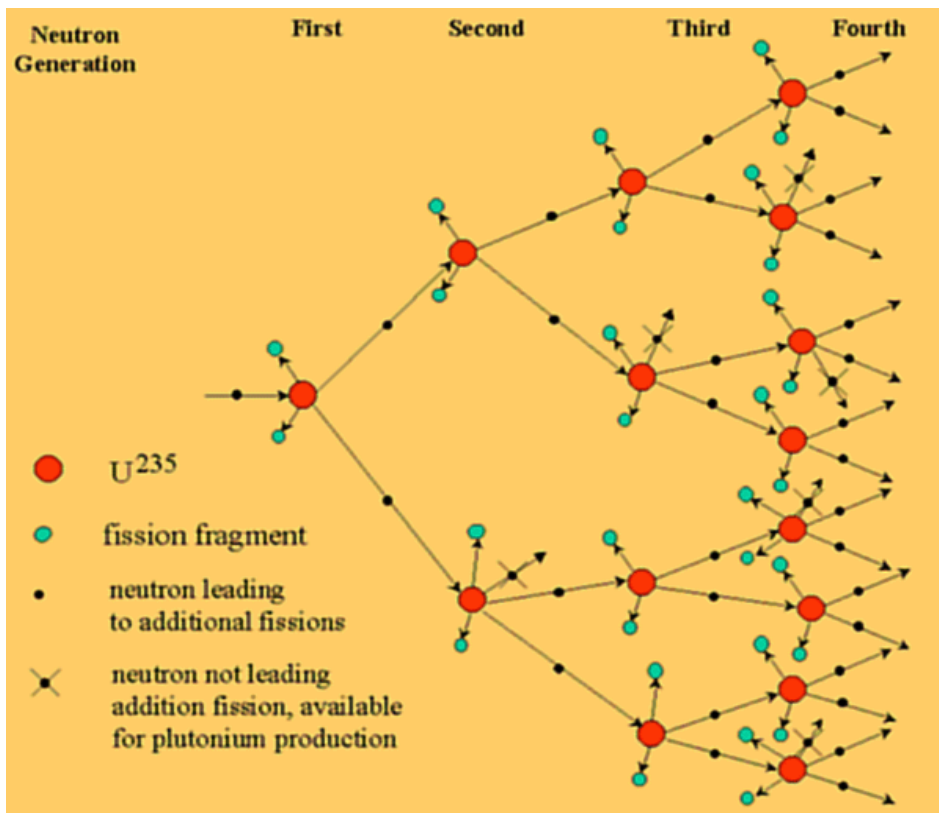 Neutron
Generation
First
Second
Third
Fourth
U235
fission fragment
neutron leading
to additional fissions
neutron not leading
addition fission, available
for plutonium production